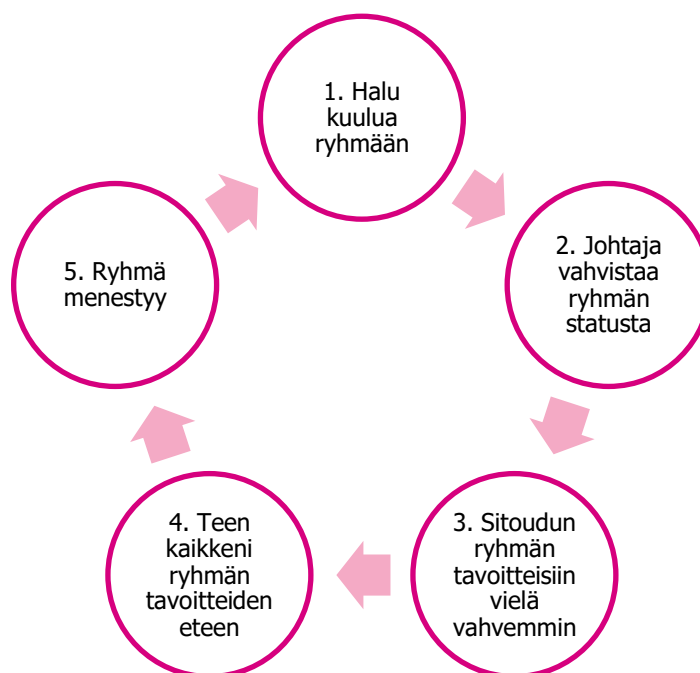 1. Halu
kuulua
ryhmään
2. Johtaja
vahvistaa
ryhmän
statusta
3. Sitoudun
ryhmän
tavoitteisiin
vielä
vahvemmin
4. Teen
kaikkeni
ryhmän
tavoitteiden
eteen
5. Ryhmä
menestyy